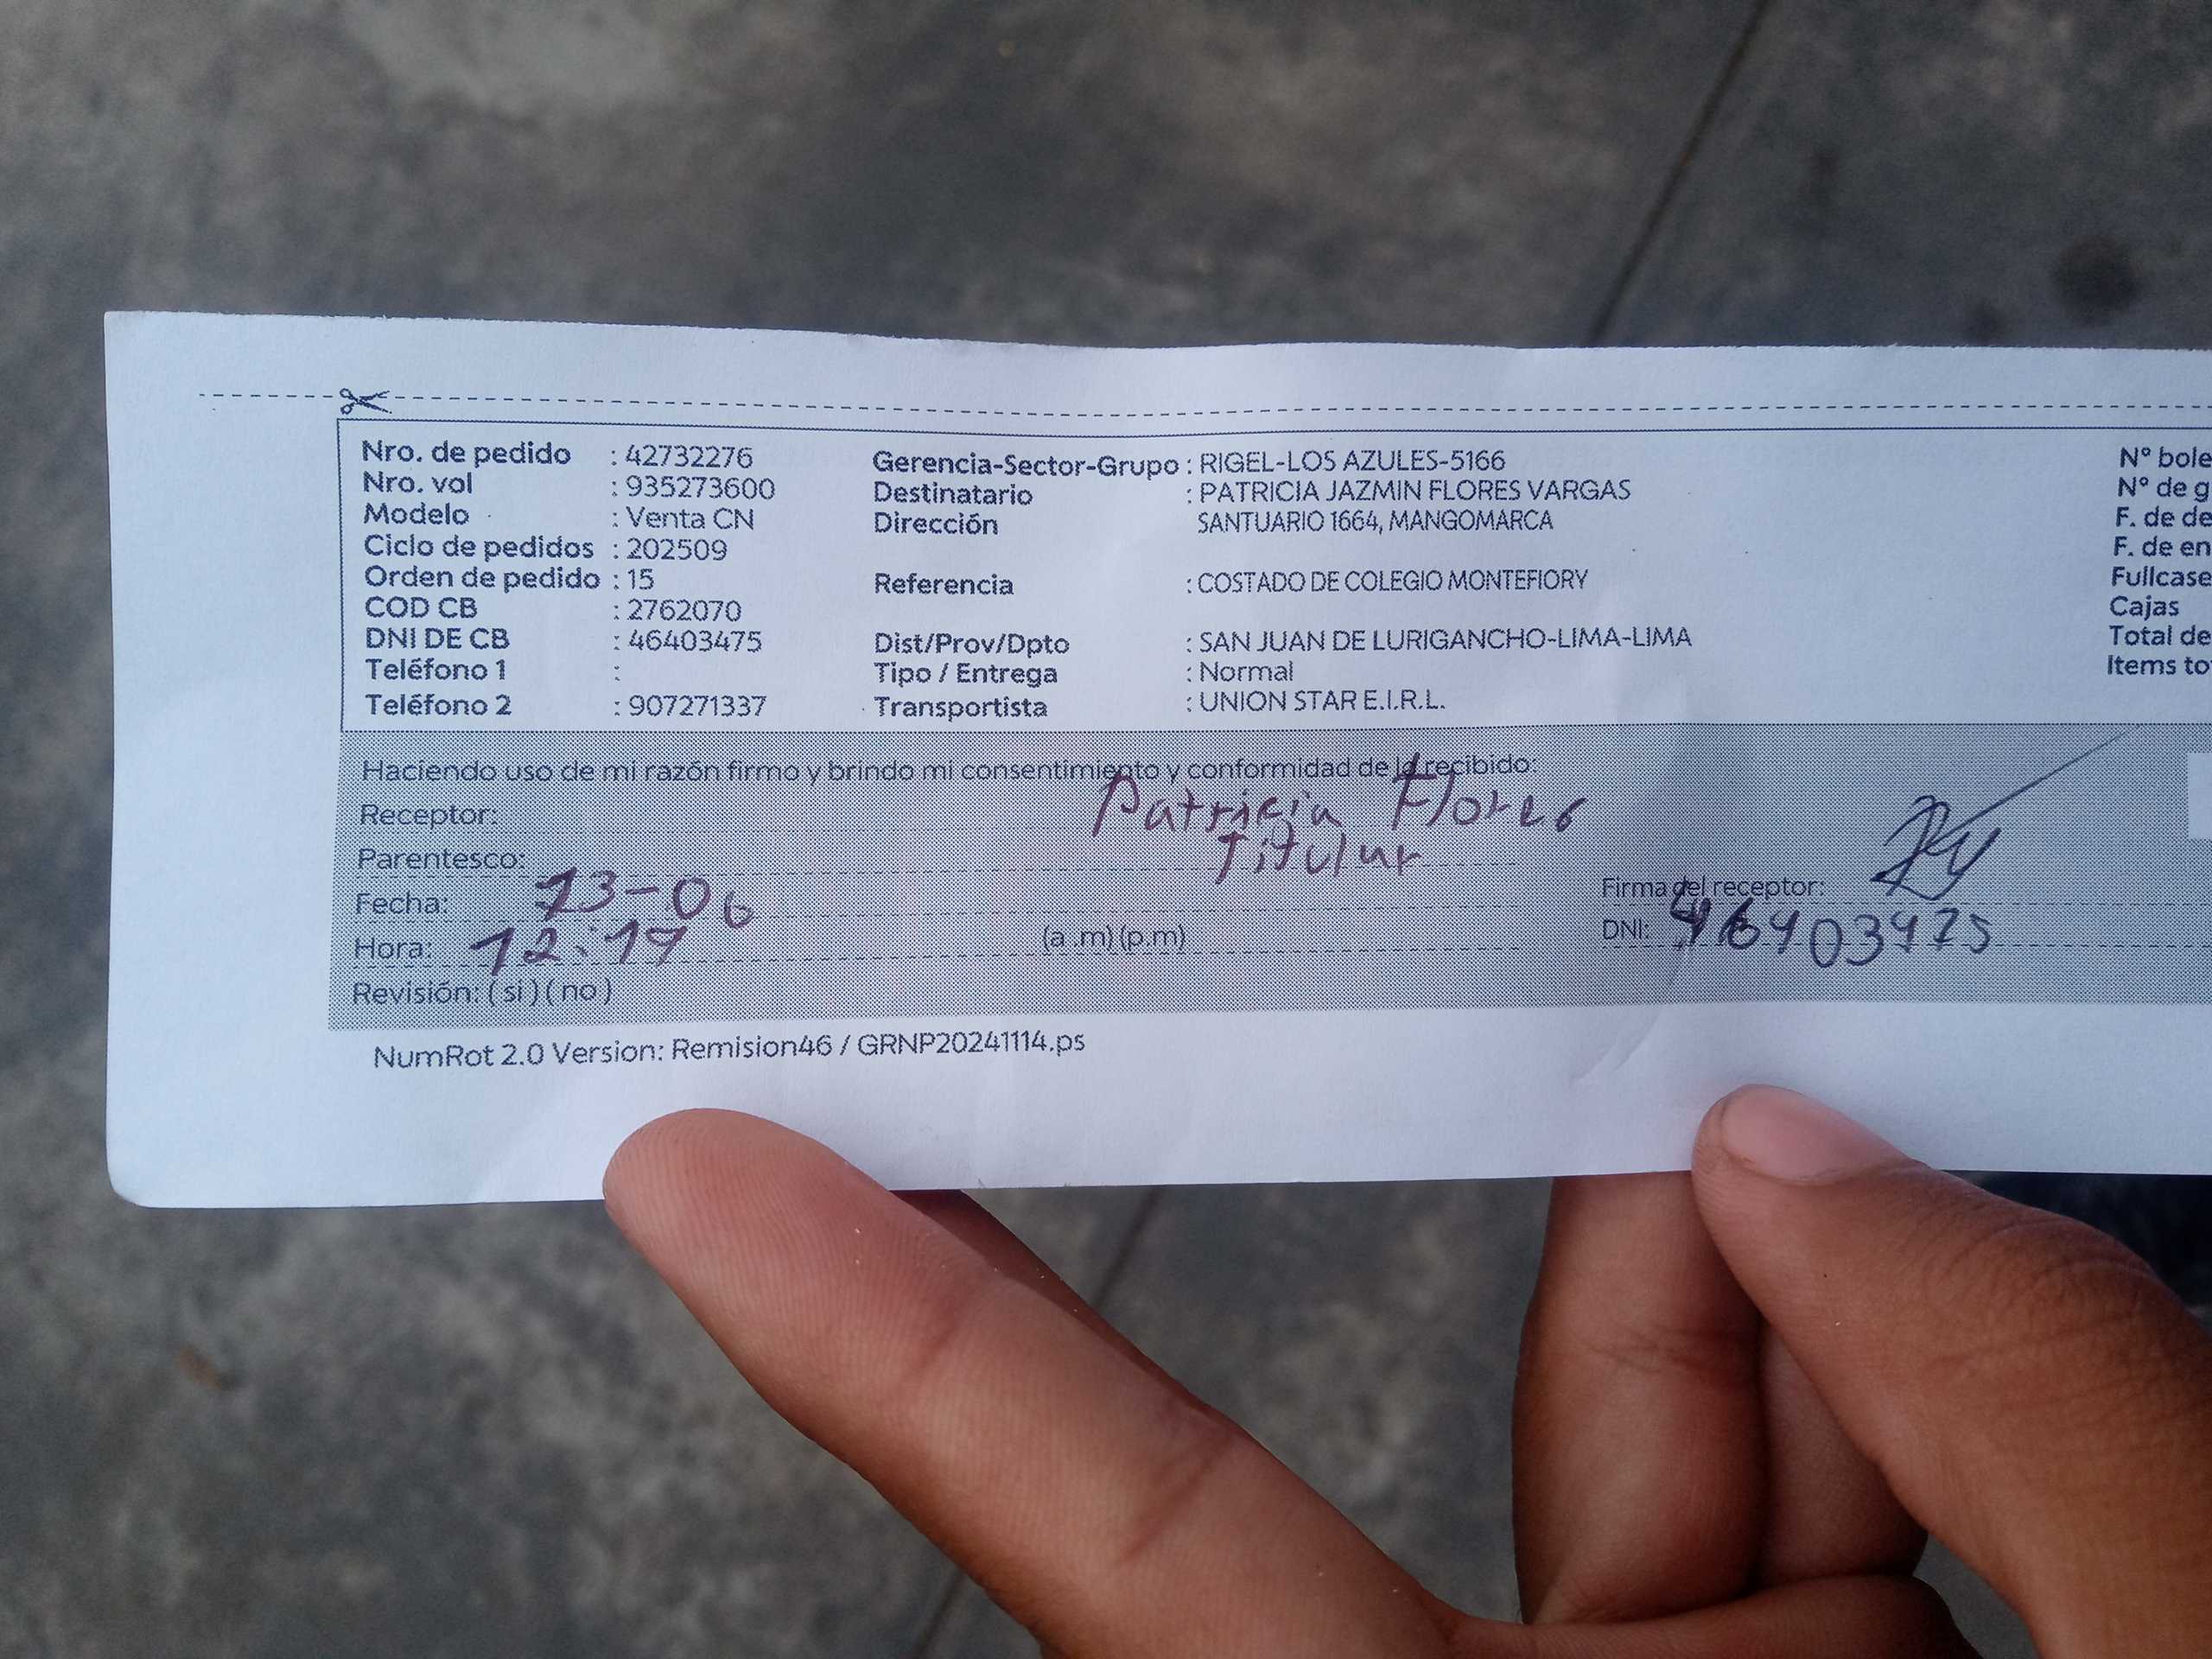 Nro. de pedido : 42732276
Nro. vol : 935273600
Modelo : Venta CN
Ciclo de pedidos : 202509
Orden de pedido : 15
COD CB : 2762070
DNI DE CB : 46403475
Teléfono 1 :
Teléfono 2 : 907271337
Gerencia-Sector-Grupo : RIGEL-LOS AZULES-5166
Destinatario : PATRICIA JAZMIN FLORES VARGAS
Dirección SANTUARIO 1664, MANGOMARCA
Referencia : COSTADO DE COLEGIO MONTEFIORY
Dist/Prov/Dpto : SAN JUAN DE LURIGANCHO-LIMA-LIMA
Tipo / Entrega : Normal
Transportista : UNION STAR E.I.R.L.
N° bole
N° de g
F. de de
F. de en
Fullcase
Cajas
Total de
Items to
Haciendo uso de mi razón firmo y brindo mi consentimiento y conformidad de lo recibido:
Receptor: Patricia Flores
Parentesco: Titular
Fecha: 13-06
Hora: 12:19 (a .m) (p.m)
Revisión: ( si ) ( no )
Firma del receptor:
DNI: 46403475
NumRot 2.0 Version: Remision46 / GRNP20241114.ps